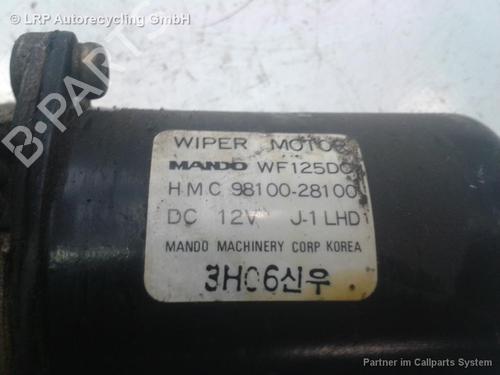 © LRP Autorecycling GmbH
B-PARTS
WIPER MOTOR
MANDO WF125DC
H.M.C 98100-28100
DC 12V J-1 LHD
MANDO MACHINERY CORP KOREA
3H06신우
Partner im Callparts System